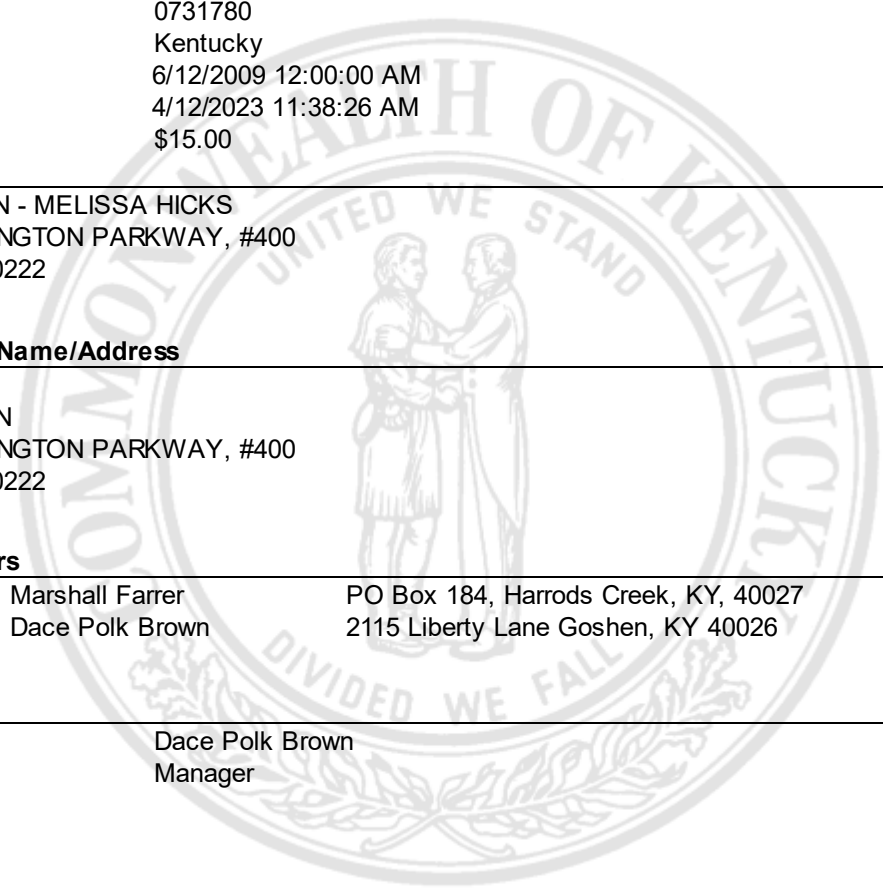 0731780
Kentucky
6/12/2009 12:00:00 AM
4/12/2023 11:38:26 AM
$15.00
N - MELISSA HICKS
NGTON PARKWAY, #400
0222
Name/Address
N
NGTON PARKWAY, #400
0222
rs
Marshall Farrer PO Box 184, Harrods Creek, KY, 40027
Dace Polk Brown 2115 Liberty Lane Goshen, KY 40026
Dace Polk Brown
Manager
COMMONWEALTH OF KENTUCKY
UNITED WE STAND
DIVIDED WE FALL